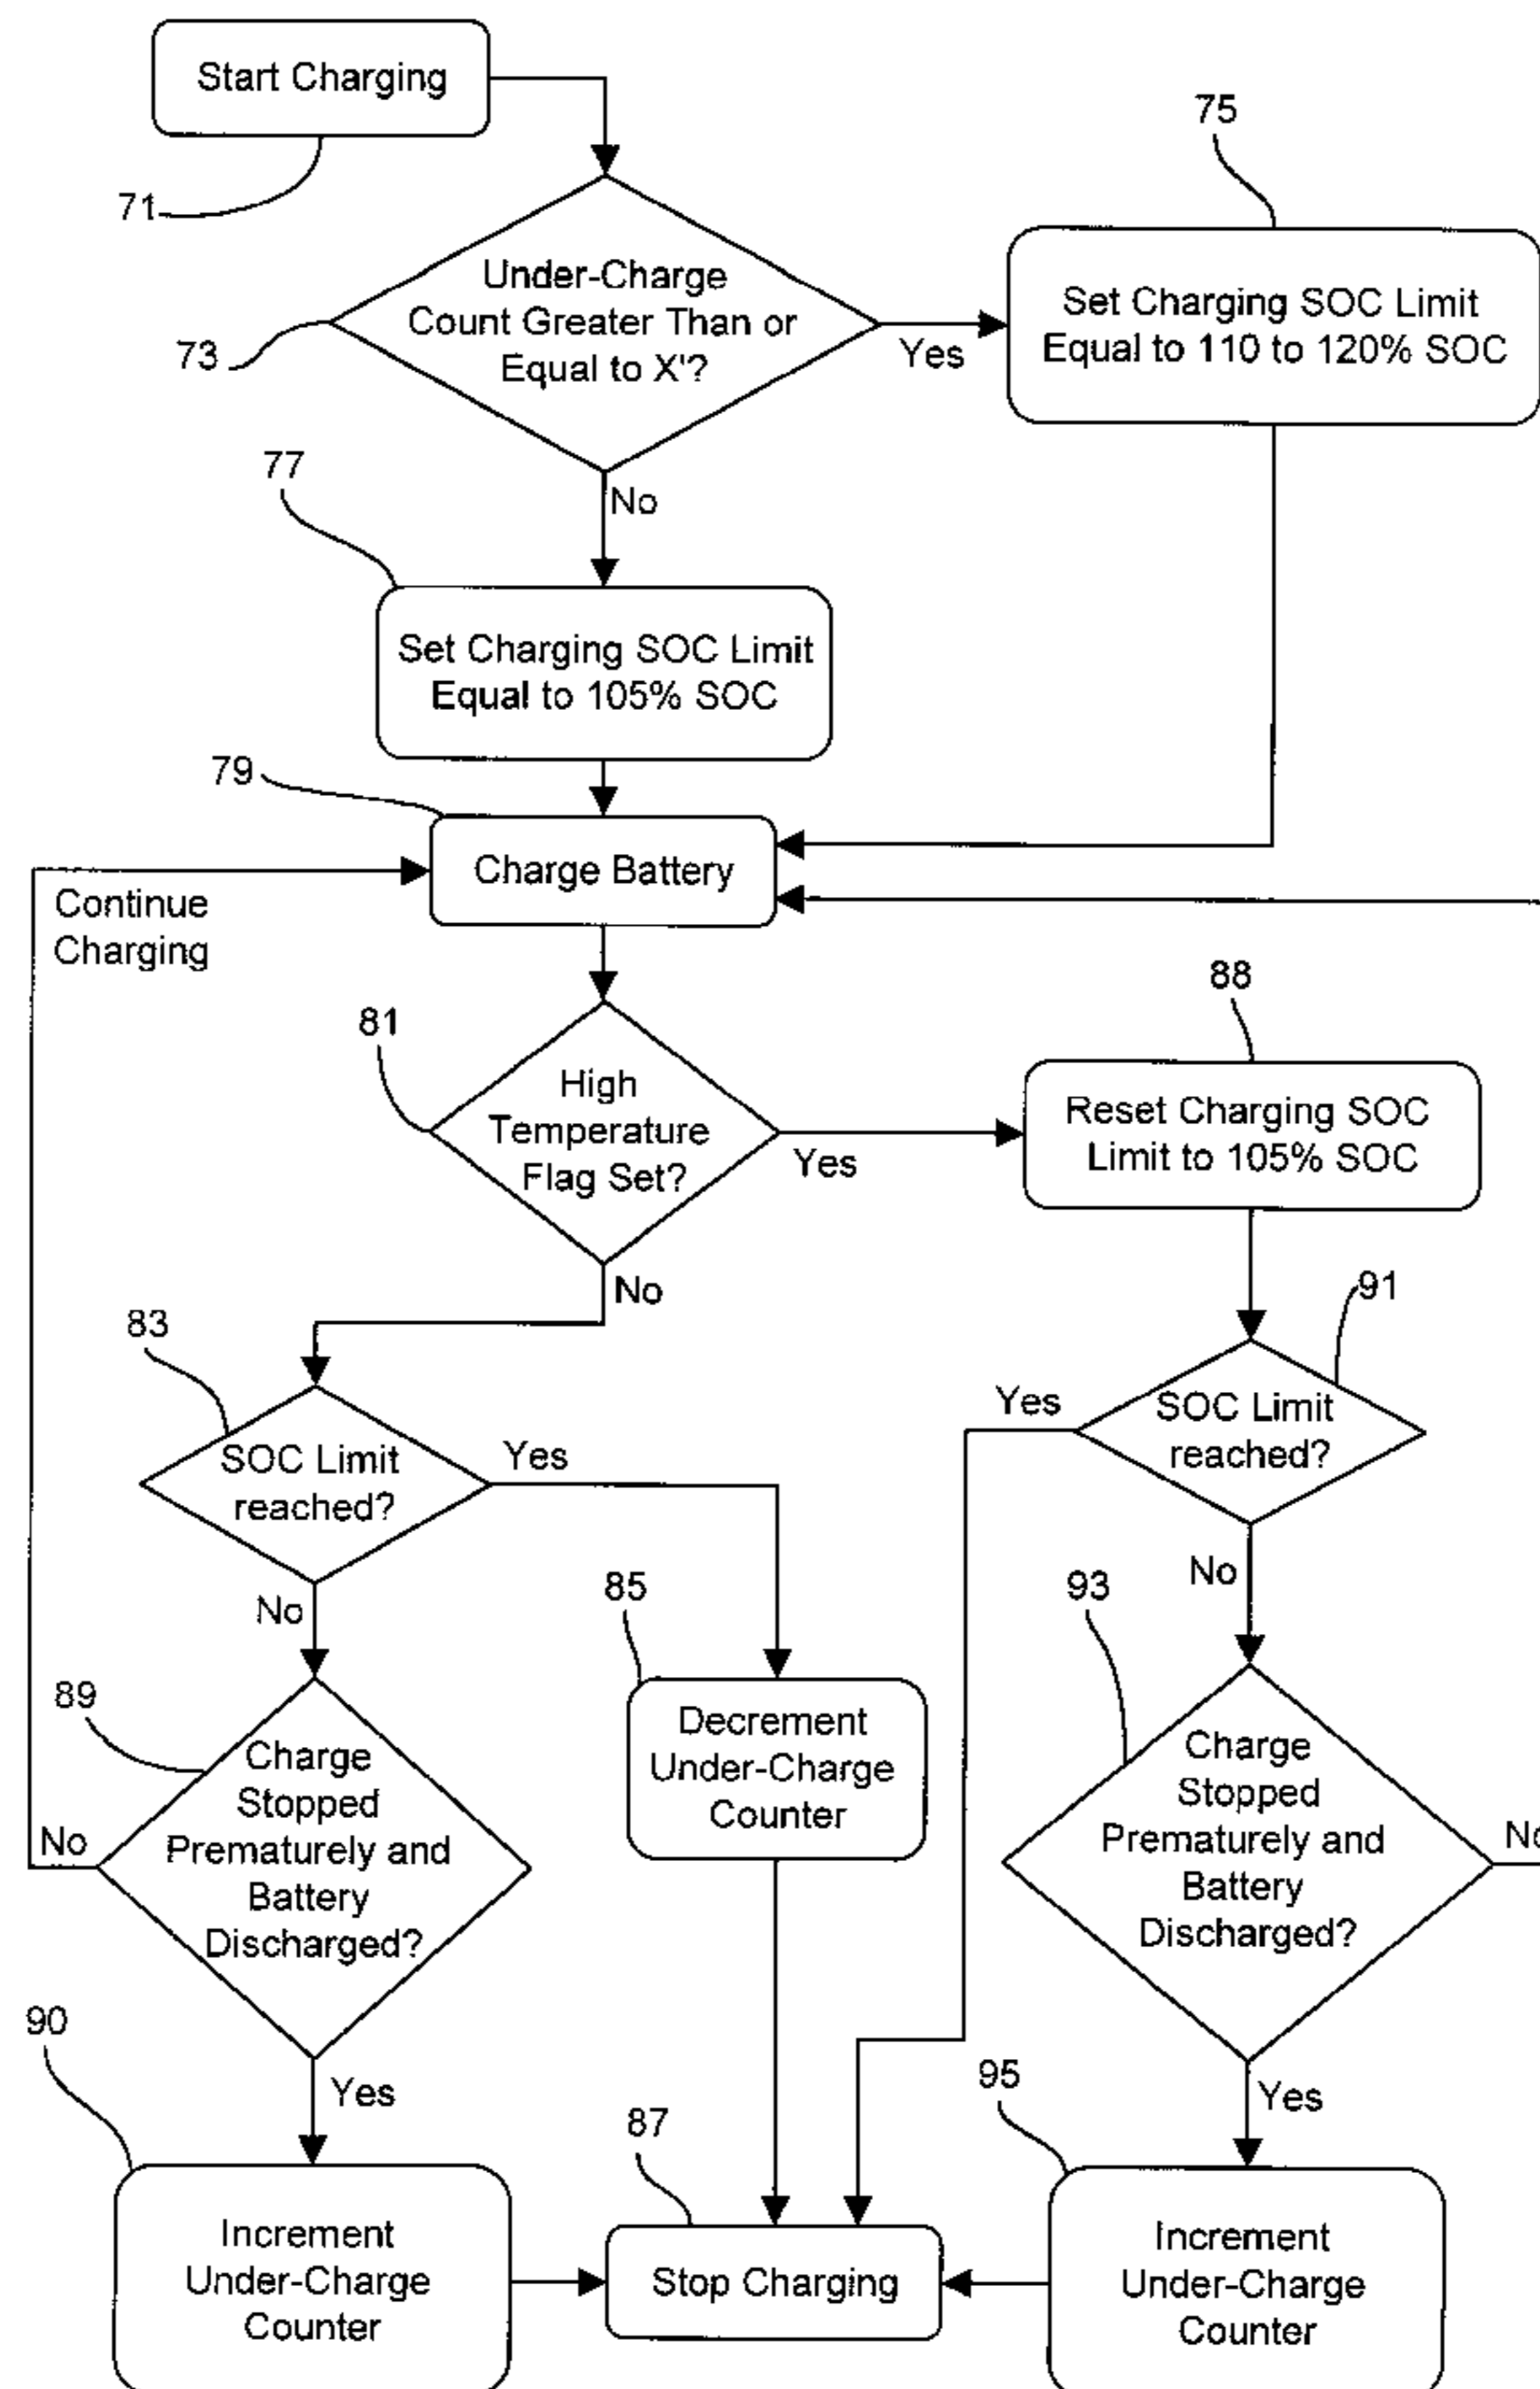 Start Charging
71
75
Under-Charge
Count Greater Than or
Equal to X'?
73
Yes
Set Charging SOC Limit
Equal to 110 to 120% SOC
77
No
Set Charging SOC Limit
Equal to 105% SOC
79
Charge Battery
Continue
Charging
81
88
High
Temperature
Flag Set?
Yes
Reset Charging SOC
Limit to 105% SOC
No
83
91
SOC Limit
reached?
Yes
Yes
SOC Limit
reached?
No
85
No
93
89
Charge
Stopped
Prematurely and
Battery
Discharged?
No
Decrement
Under-Charge
Counter
Charge
Stopped
Prematurely and
Battery
Discharged?
No
90
Yes
87
95
Yes
Increment
Under-Charge
Counter
Stop Charging
Increment
Under-Charge
Counter